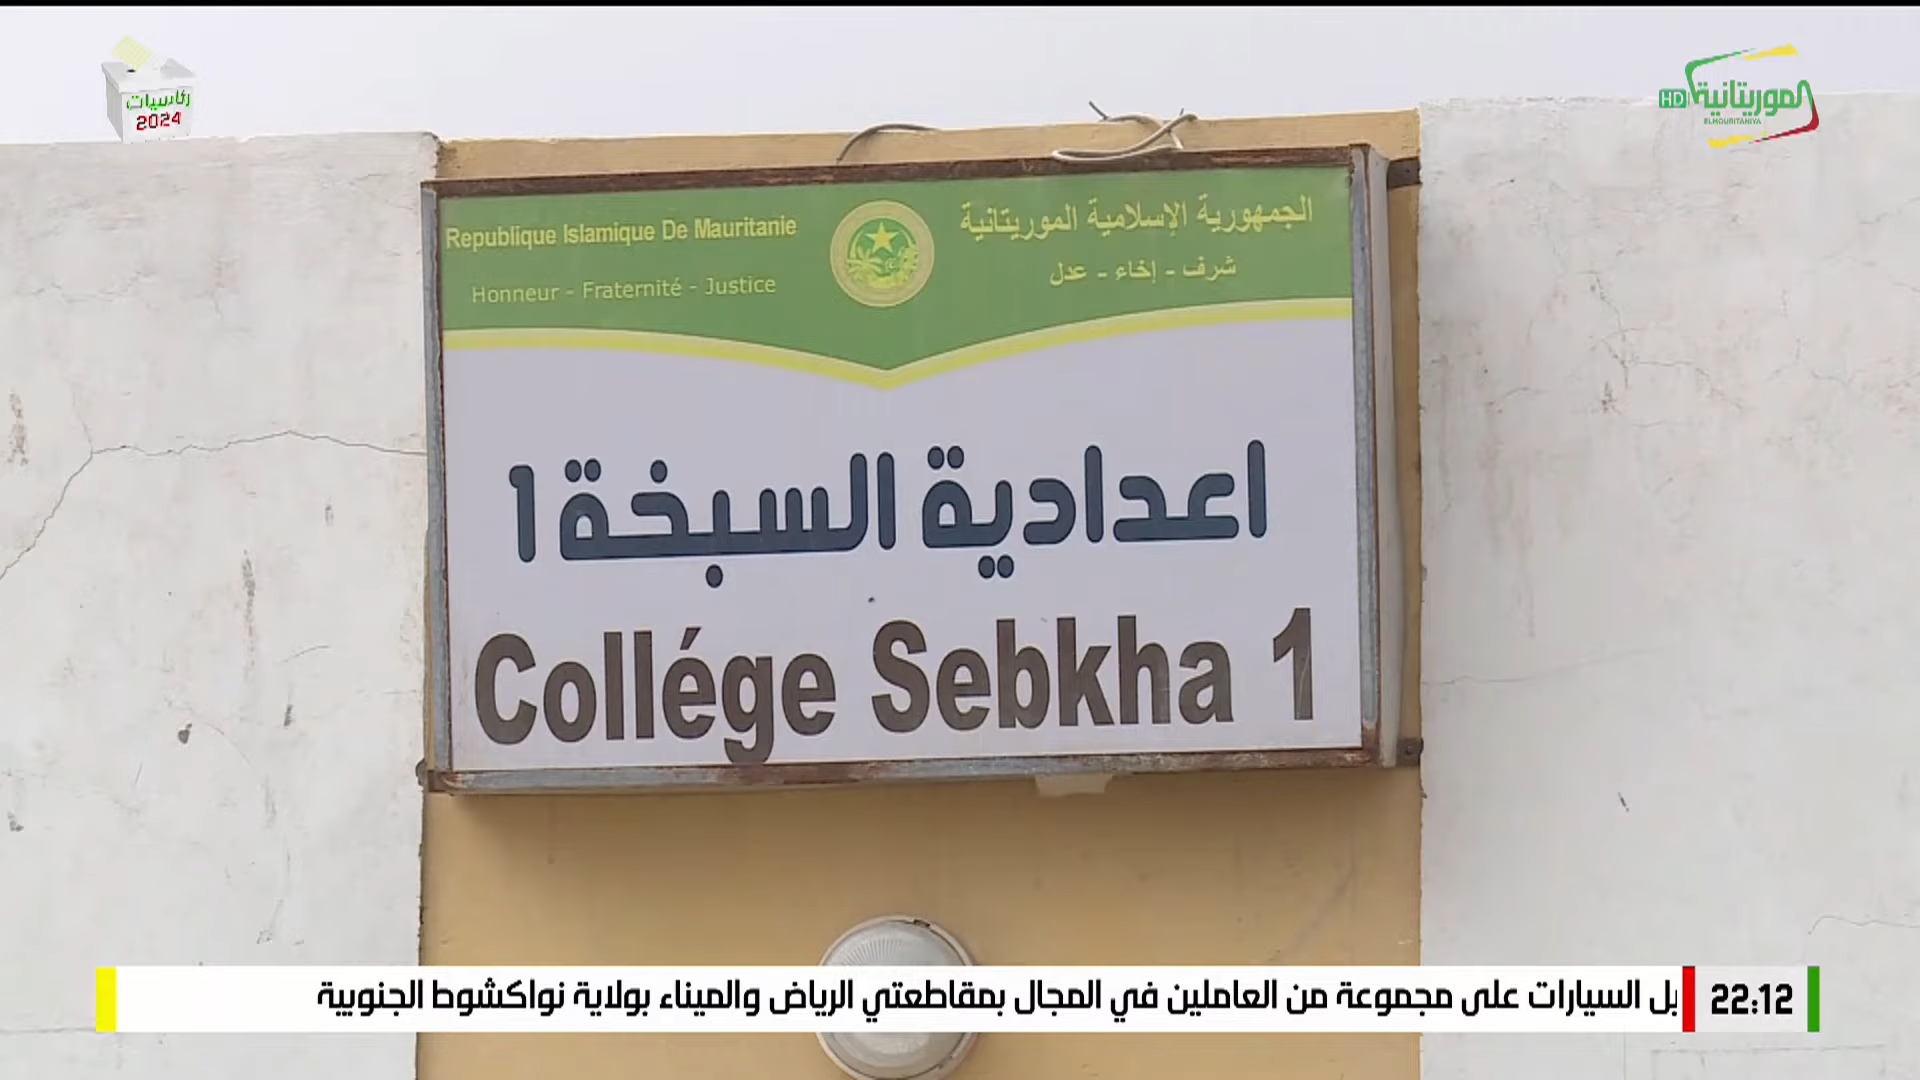 رئاسيات
2024
HD الموريتانية
ELMOURITANIYA
Republique Islamique De Mauritanie
Honneur - Fraternité - Justice
الجمهورية الإسلامية الموريتانية
شرف - إخاء - عدل
اعدادية السبخة 1
Collége Sebkha 1
السيارات على مجموعة من العاملين في المجال بمقاطعتي الرياض والميناء بولاية نواكشوط الجنوبية
22:12